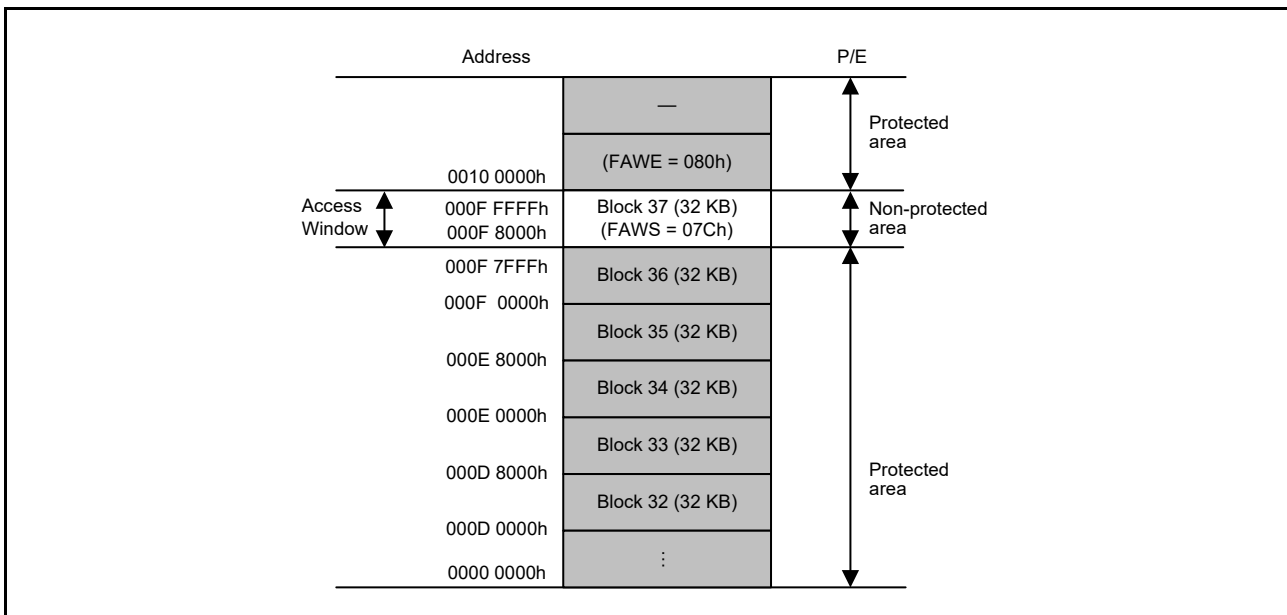 Address P/E
—
Protected
area
(FAWE = 080h)
0010 0000h
Access
Window
000F FFFFh
000F 8000h
Block 37 (32 KB)
(FAWS = 07Ch)
Non-protected
area
000F 7FFFh
Block 36 (32 KB)
000F 0000h
Block 35 (32 KB)
000E 8000h
Block 34 (32 KB)
000E 0000h
Block 33 (32 KB)
000D 8000h
Protected
area
Block 32 (32 KB)
000D 0000h
⋮
0000 0000h